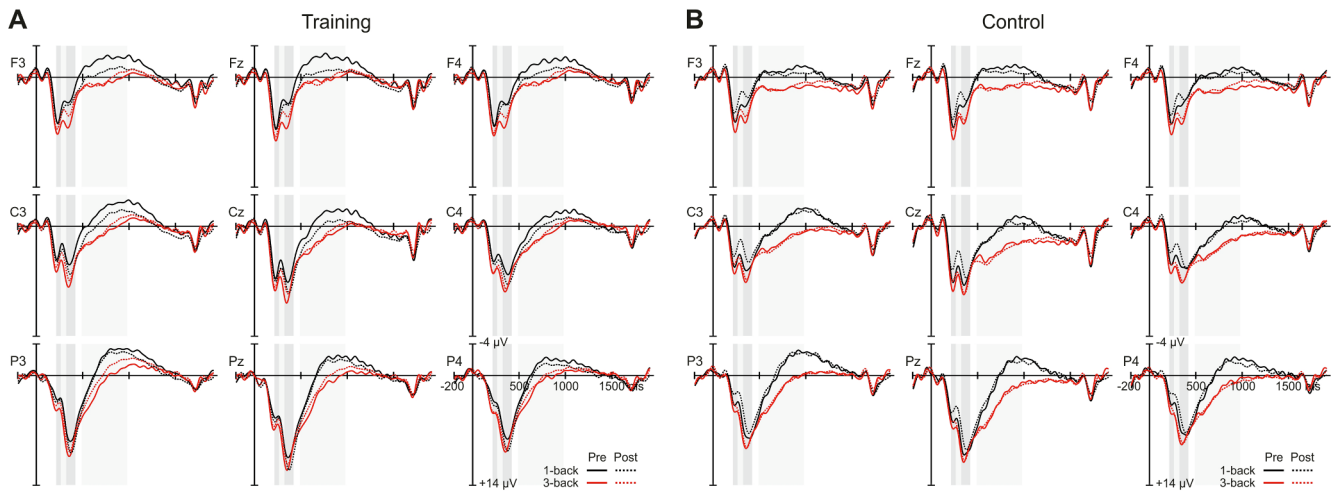 A Training
B Control
F3 Fz F4
F3 Fz F4
C3 Cz C4
C3 Cz C4
-4 µV
-4 µV
P3 Pz P4
P3 Pz P4
-200 500 1000 1500 ms
-200 500 1000 1500 ms
Pre Post
1-back
+14 µV 3-back
Pre Post
1-back
+14 µV 3-back